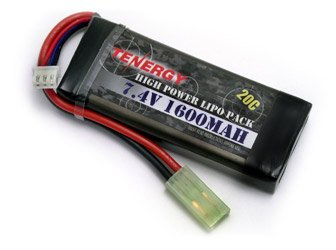 TENERGY
20C
HIGH POWER LIPO PACK
7.4V 1600MAH